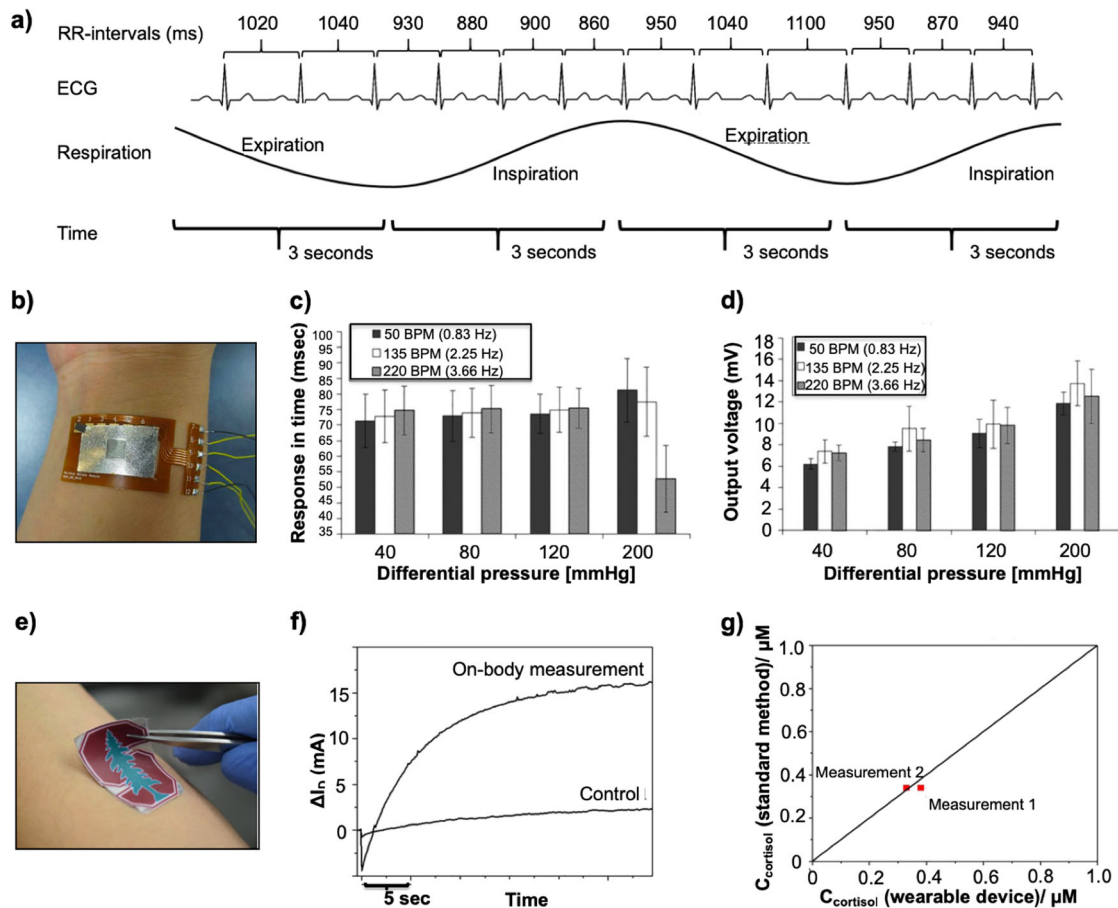 a)
RR-intervals (ms)
1020 1040 930 880 900 860 950 1040 1100 950 870 940
ECG
Respiration
Expiration
Inspiration
Expiration
Inspiration
Time
3 seconds 3 seconds 3 seconds 3 seconds
b)
c)
Response in time (msec)
100
95
90
85
80
75
70
65
60
55
50
45
40
35
50 BPM (0.83 Hz)
135 BPM (2.25 Hz)
220 BPM (3.66 Hz)
40 80 120 200
Differential pressure [mmHg]
d)
Output voltage (mV)
18
16
14
12
10
8
6
4
2
0
50 BPM (0.83 Hz)
135 BPM (2.25 Hz)
220 BPM (3.66 Hz)
40 80 120 200
Differential pressure [mmHg]
e)
f)
ΔIn (mA)
15
10
5
0
On-body measurement
Control
5 sec
Time
g)
Ccortisol (standard method)/ µM
1.0
0.8
0.6
0.4
0.2
0
Measurement 2
Measurement 1
0 0.2 0.4 0.6 0.8 1.0
Ccortisol (wearable device)/ µM